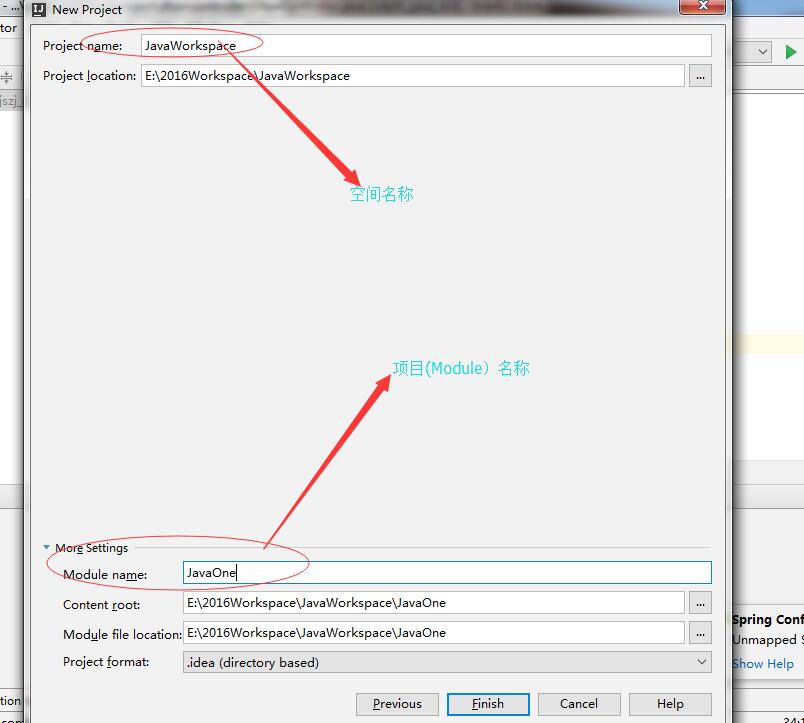 New Project
Project name: JavaWorkspace
Project location: E:\2016Workspace\JavaWorkspace ...
空间名称
项目(Module）名称
More Settings
Module name: JavaOne
Content root: E:\2016Workspace\JavaWorkspace\JavaOne ...
Module file location: E:\2016Workspace\JavaWorkspace\JavaOne ...
Project format: .idea (directory based)
Previous Finish Cancel Help
Spring Conf
Unmapped S
Show Help